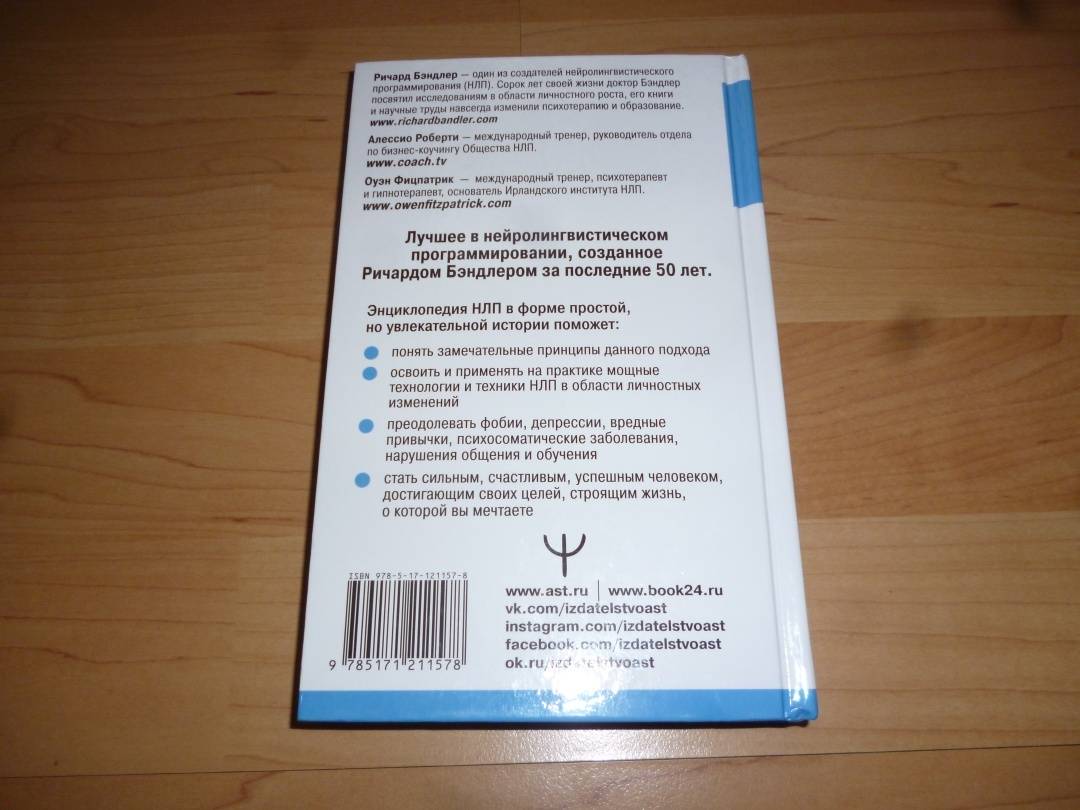 Ричард Бэндлер — один из создателей нейролингвистического
программирования (НЛП). Сорок лет своей жизни доктор Бэндлер
посвятил исследованиям в области личностного роста, его книги
и научные труды навсегда изменили психотерапию и образование.
www.richardbandler.com
Алессио Роберти — международный тренер, руководитель отдела
по бизнес-коучингу Общества НЛП.
www.coach.tv
Оуэн Фицпатрик — международный тренер, психотерапевт
и гипнотерапевт, основатель Ирландского института НЛП.
www.owenfitzpatrick.com
Лучшее в нейролингвистическом
программировании, созданное
Ричардом Бэндлером за последние 50 лет.
Энциклопедия НЛП в форме простой,
но увлекательной истории поможет:
понять замечательные принципы данного подхода
освоить и применять на практике мощные
технологии и техники НЛП в области личностных
изменений
преодолевать фобии, депрессии, вредные
привычки, психосоматические заболевания,
нарушения общения и обучения
стать сильным, счастливым, успешным человеком,
достигающим своих целей, строящим жизнь,
о которой вы мечтаете
ISBN 978-5-17-121157-8
9 785171 211578
www.ast.ru | www.book24.ru
vk.com/izdatelstvoast
instagram.com/izdatelstvoast
facebook.com/izdatelstvoast
ok.ru/izdatelstvoast